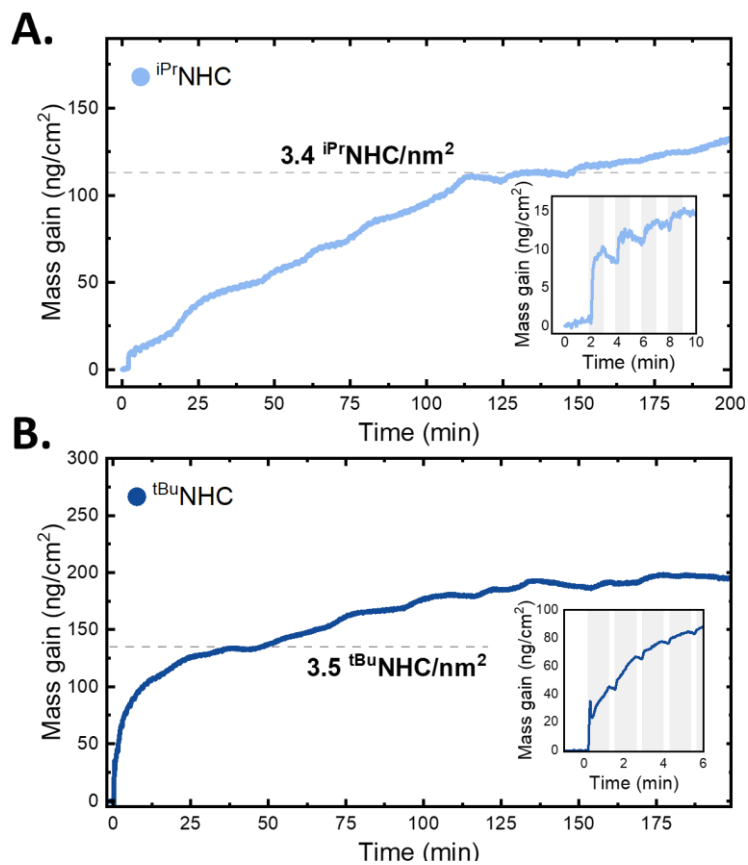 A.
iPrNHC
3.4 iPrNHC/nm2
Mass gain (ng/cm2)
150
100
50
0
0 25 50 75 100 125 150 175 200
Time (min)
Mass gain (ng/cm2)
15
10
5
0
0 2 4 6 8 10
Time (min)
B.
tBuNHC
3.5 tBuNHC/nm2
Mass gain (ng/cm2)
300
250
200
150
100
50
0
0 25 50 75 100 125 150 175
Time (min)
Mass gain (ng/cm2)
100
80
60
40
20
0
0 2 4 6
Time (min)